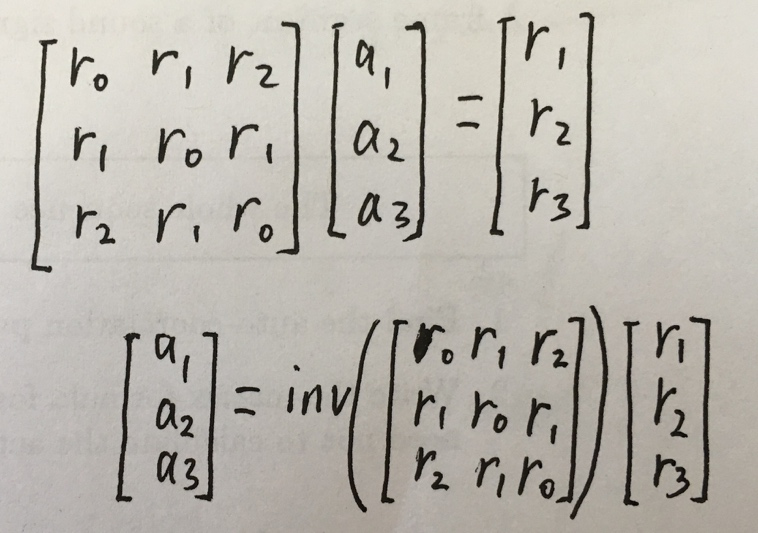 [r₀ r₁ r₂] [a₁] = [r₁]
[r₁ r₀ r₁] [a₂] [r₂]
[r₂ r₁ r₀] [a₃] [r₃]
[a₁] = inv([r₀ r₁ r₂]) [r₁]
[a₂] [r₁ r₀ r₁] [r₂]
[a₃] [r₂ r₁ r₀] [r₃]